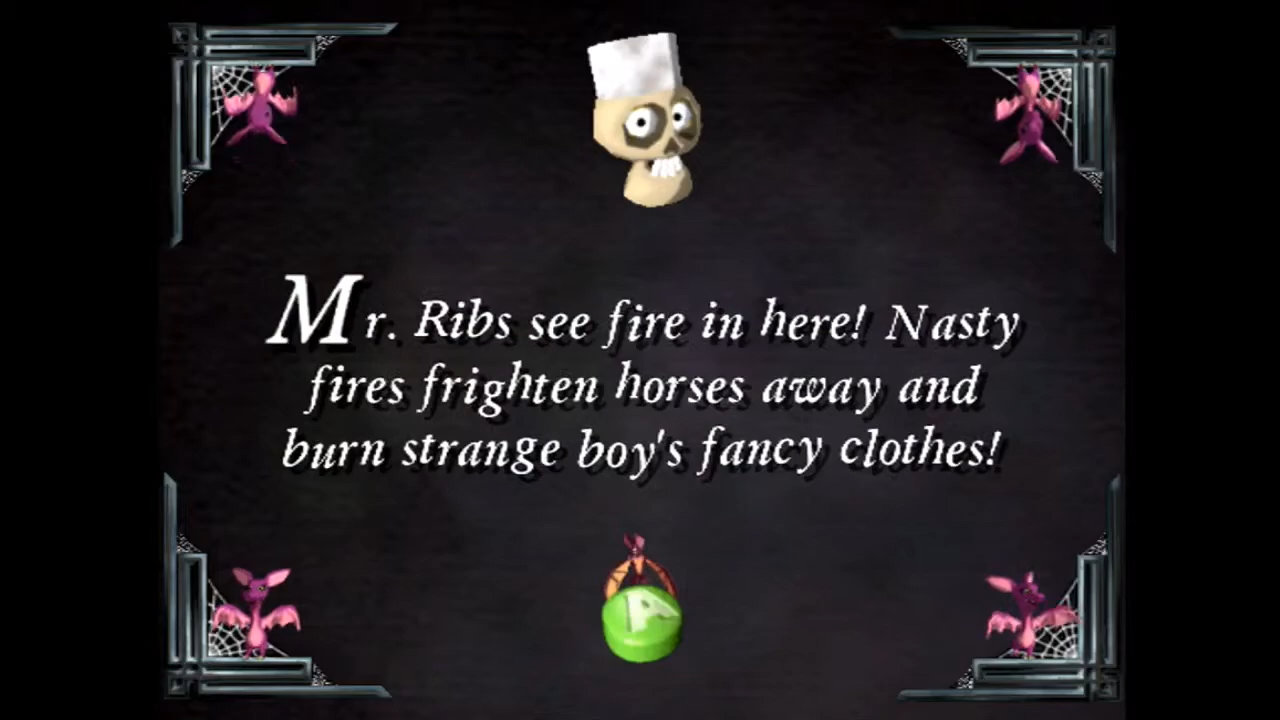 Mr. Ribs see fire in here! Nasty
fires frighten horses away and
burn strange boy's fancy clothes!
A